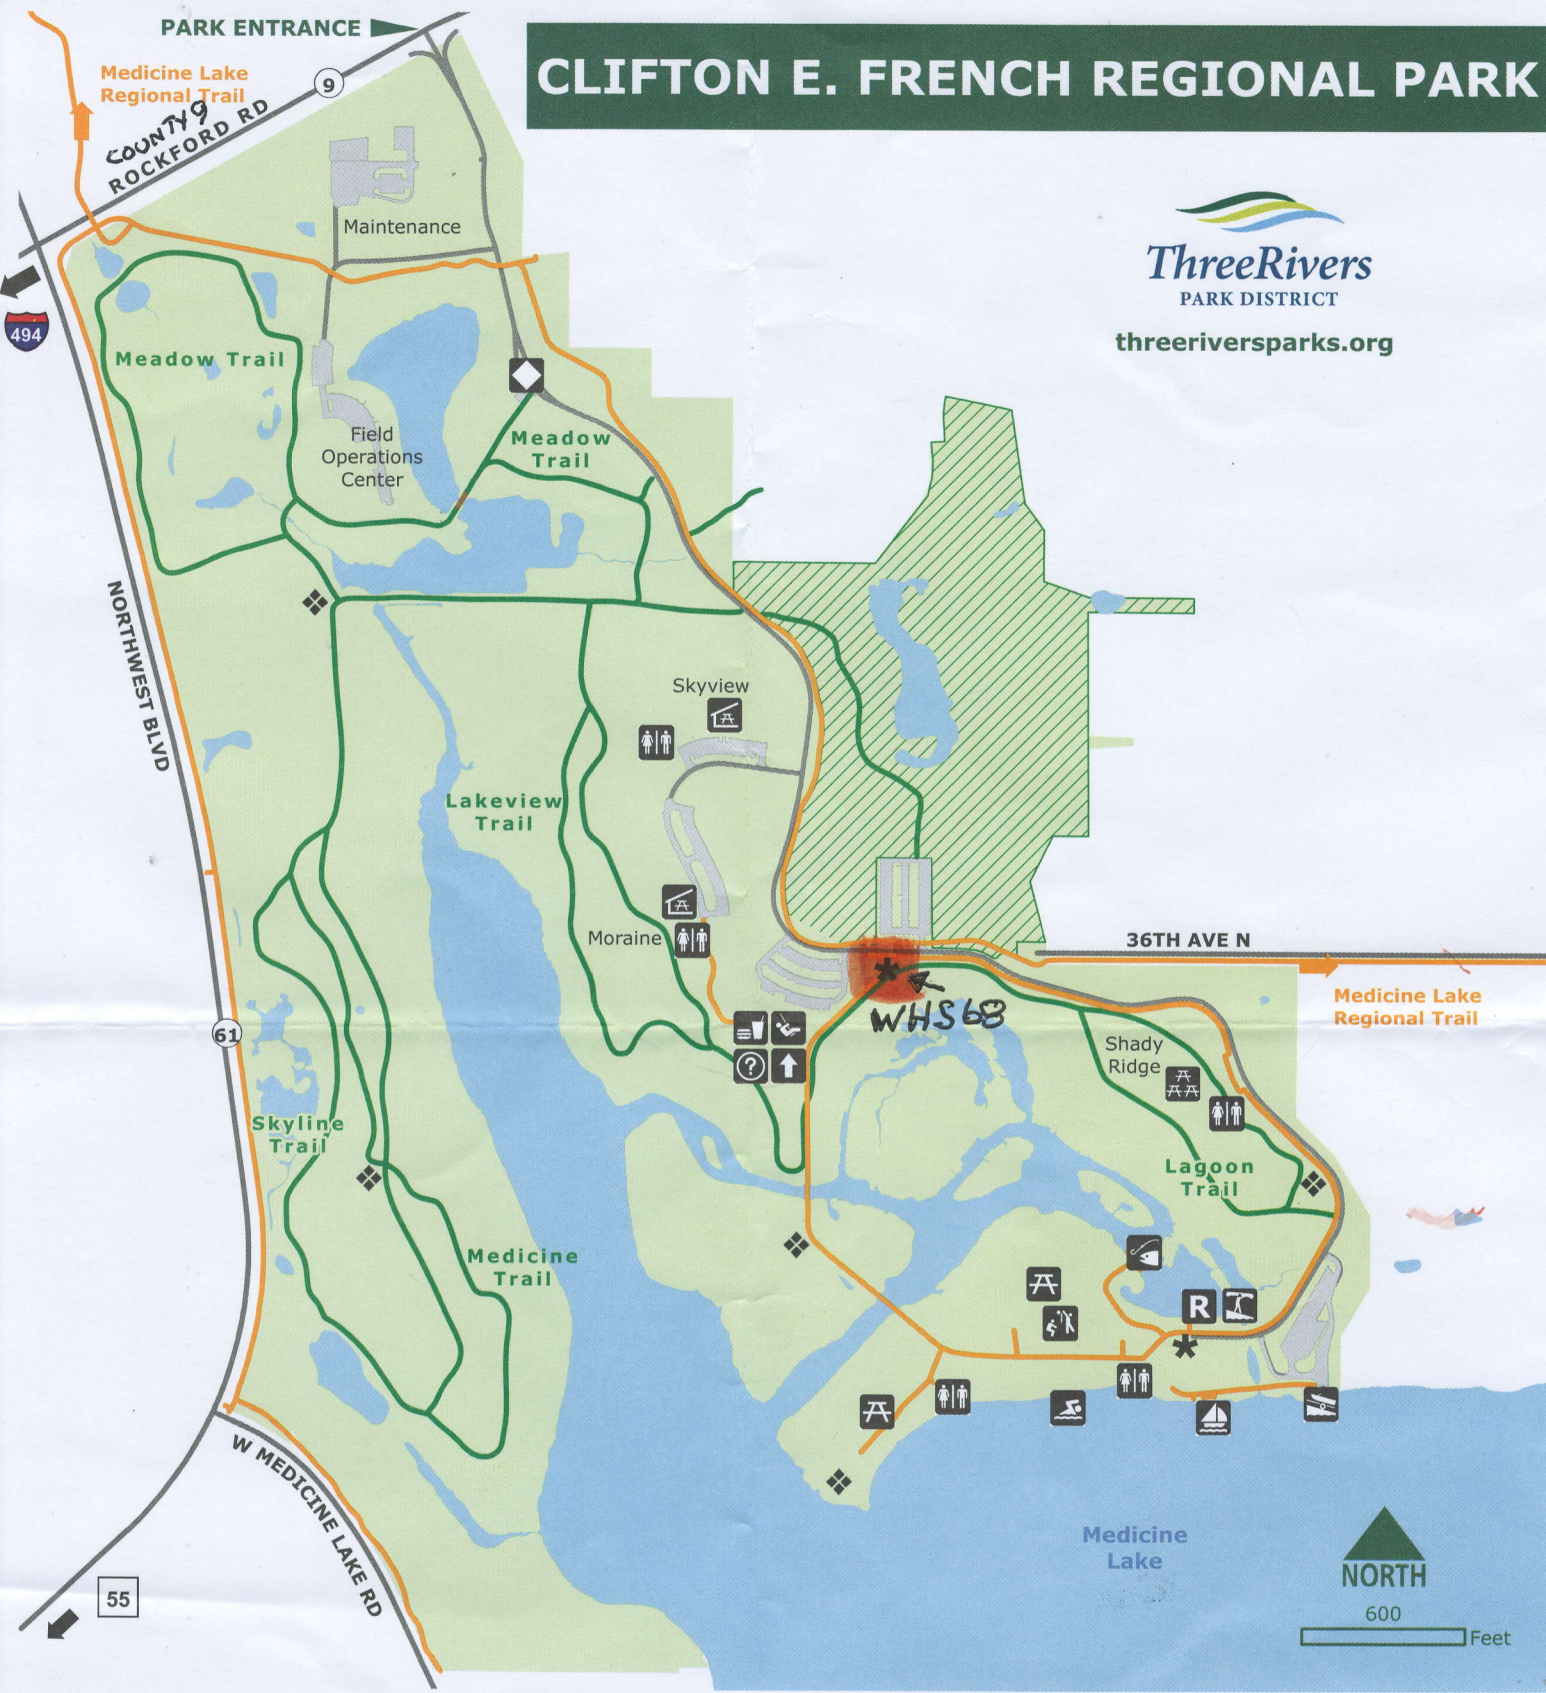 PARK ENTRANCE
CLIFTON E. FRENCH REGIONAL PARK
Medicine Lake
Regional Trail
9
COUNTY 9
ROCKFORD RD
Maintenance
ThreeRivers
PARK DISTRICT
threeriversparks.org
494
Meadow Trail
Field
Operations
Center
Meadow
Trail
NORTHWEST BLVD
Skyview
Lakeview
Trail
Moraine
36TH AVE N
Medicine Lake
Regional Trail
WHS68
61
?
Shady
Ridge
Skyline
Trail
Lagoon
Trail
Medicine
Trail
R
W MEDICINE LAKE RD
Medicine
Lake
NORTH
55
600
Feet